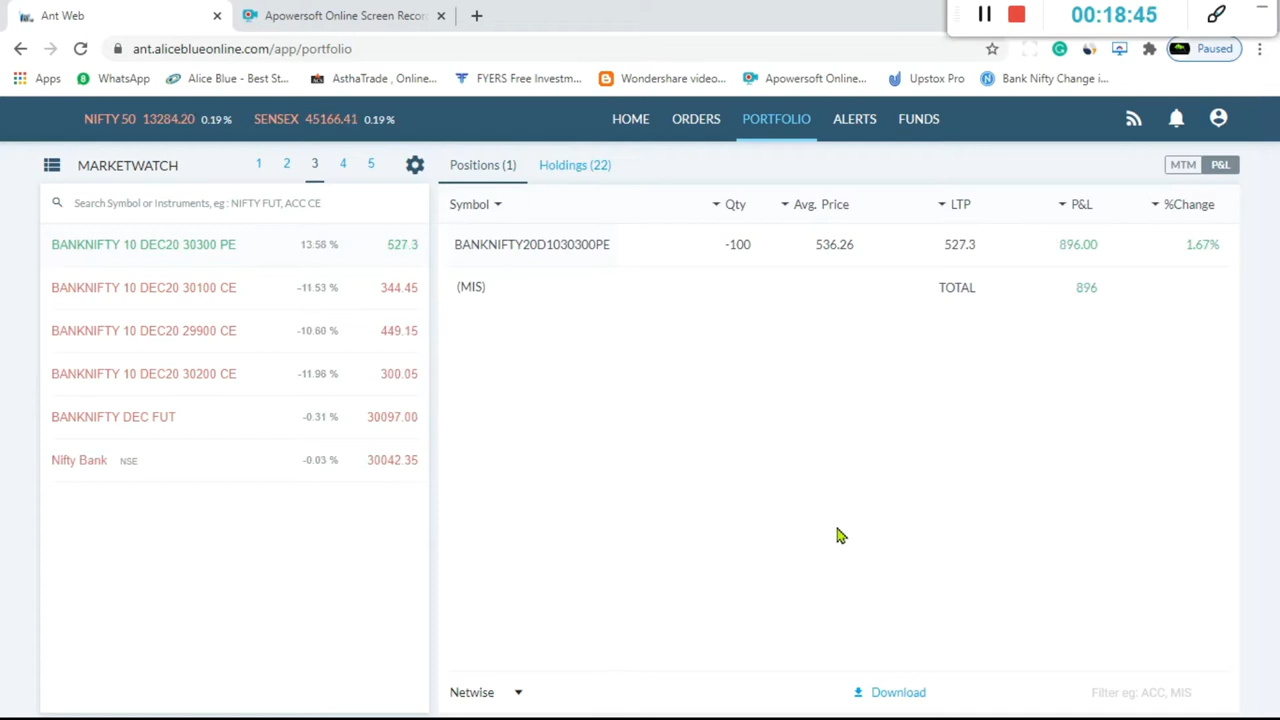 Ant Web
Apowersoft Online Screen Recor
00:18:45
ant.aliceblueonline.com/app/portfolio
Paused
Apps
WhatsApp
Alice Blue - Best St...
AsthaTrade , Online...
FYERS Free Investm...
Wondershare video...
Apowersoft Online...
Upstox Pro
Bank Nifty Change i...
NIFTY 50 13284.20 0.19 %
SENSEX 45166.41 0.19 %
HOME
ORDERS
PORTFOLIO
ALERTS
FUNDS
MARKETWATCH
1 2 3 4 5
Positions (1)
Holdings (22)
MTM P&L
Search Symbol or Instruments, eg : NIFTY FUT, ACC CE
BANKNIFTY 10 DEC20 30300 PE 13.58 % 527.3
BANKNIFTY 10 DEC20 30100 CE -11.53 % 344.45
BANKNIFTY 10 DEC20 29900 CE -10.60 % 449.15
BANKNIFTY 10 DEC20 30200 CE -11.96 % 300.05
BANKNIFTY DEC FUT -0.31 % 30097.00
Nifty Bank NSE -0.03 % 30042.35
Symbol Qty Avg. Price LTP P&L %Change
BANKNIFTY20D1030300PE -100 536.26 527.3 896.00 1.67%
(MIS) TOTAL 896
Netwise
Download
Filter eg: ACC, MIS